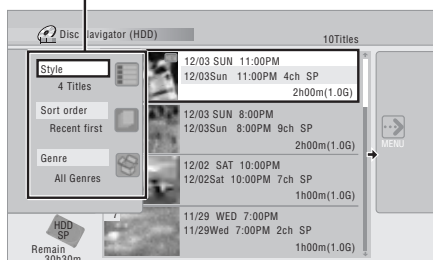 Disc Navigator (HDD)
10Titles
Style
4 Titles
Sort order
Recent first
Genre
All Genres
HDD
SP
Remain
30h30m
12/03 SUN 11:00PM
12/03Sun 11:00PM 4ch SP
2h00m(1.0G)
12/03 SUN 8:00PM
12/03Sun 8:00PM 9ch SP
2h00m(1.0G)
12/02 SAT 10:00PM
12/02Sat 10:00PM 7ch SP
1h00m(1.0G)
11/29 WED 7:00PM
11/29Wed 7:00PM 2ch SP
1h00m(1.0G)
MENU